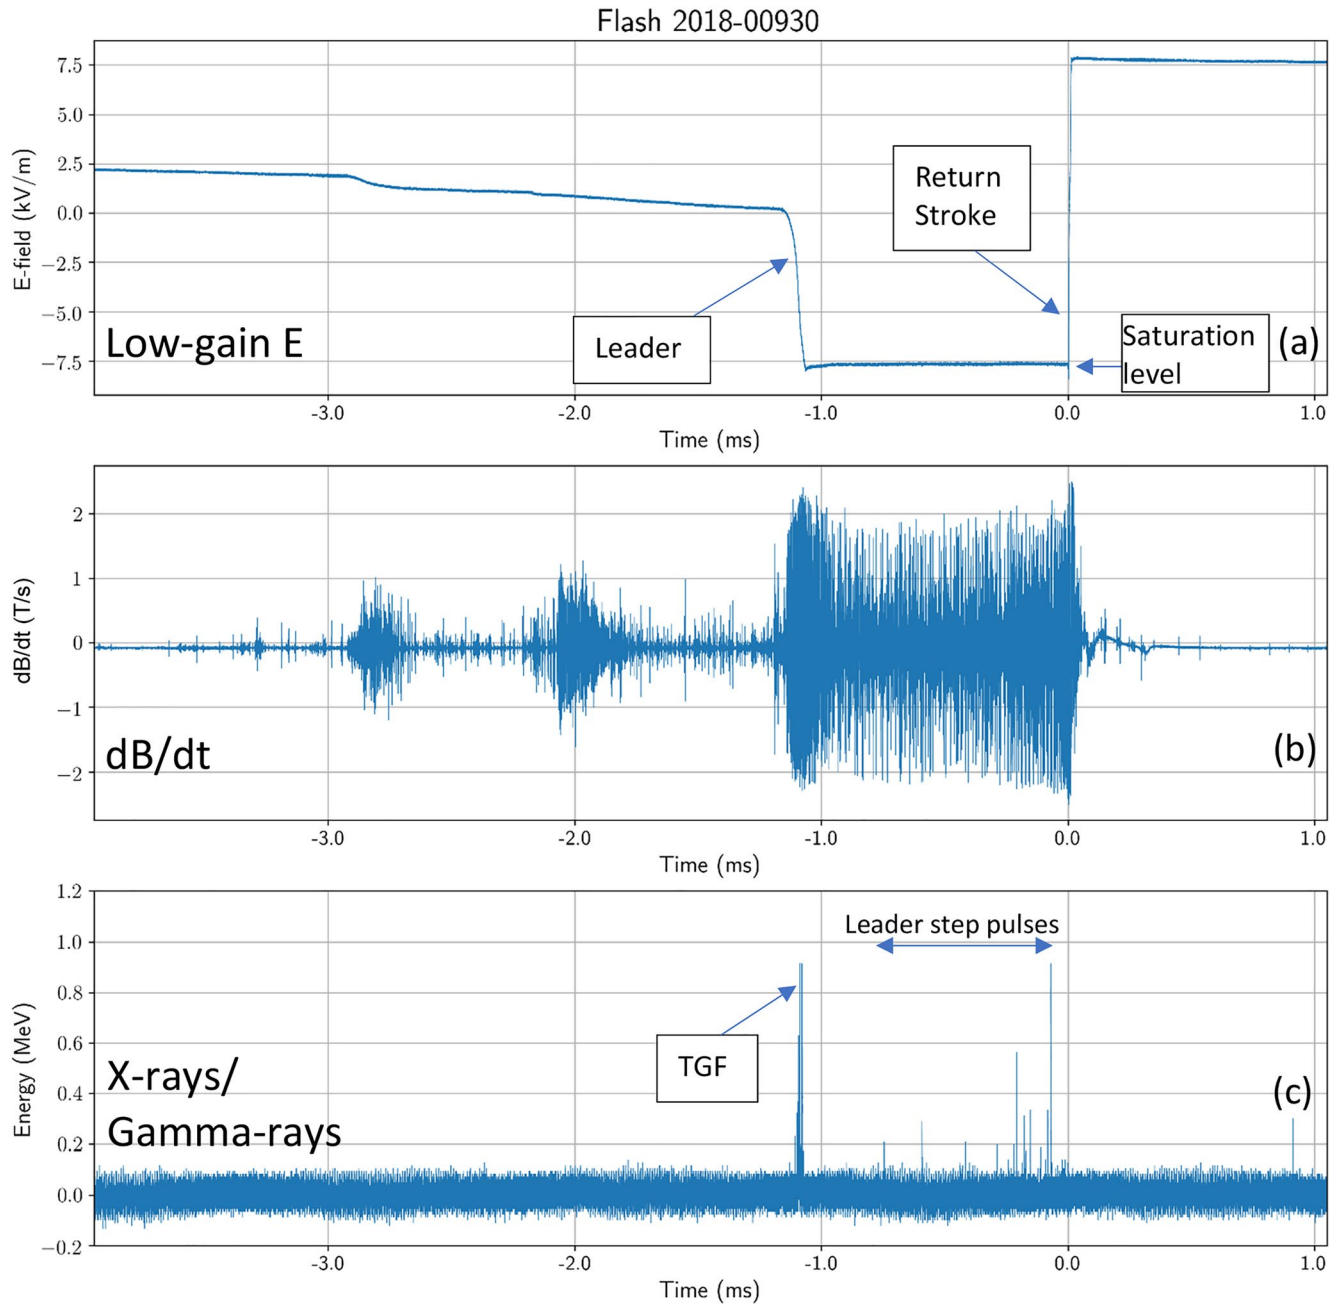 Flash 2018-00930
7.5
5.0
2.5
0.0
−2.5
−5.0
−7.5
E-field (kV/m)
Return
Stroke
Leader
Saturation
level
Low-gain E
(a)
-3.0
-2.0
-1.0
0.0
1.0
Time (ms)
2
1
0
−1
−2
dB/dt (T/s)
dB/dt
(b)
-3.0
-2.0
-1.0
0.0
1.0
Time (ms)
1.2
1.0
0.8
0.6
0.4
0.2
0.0
−0.2
Energy (MeV)
Leader step pulses
TGF
X-rays/
Gamma-rays
(c)
-3.0
-2.0
-1.0
0.0
1.0
Time (ms)